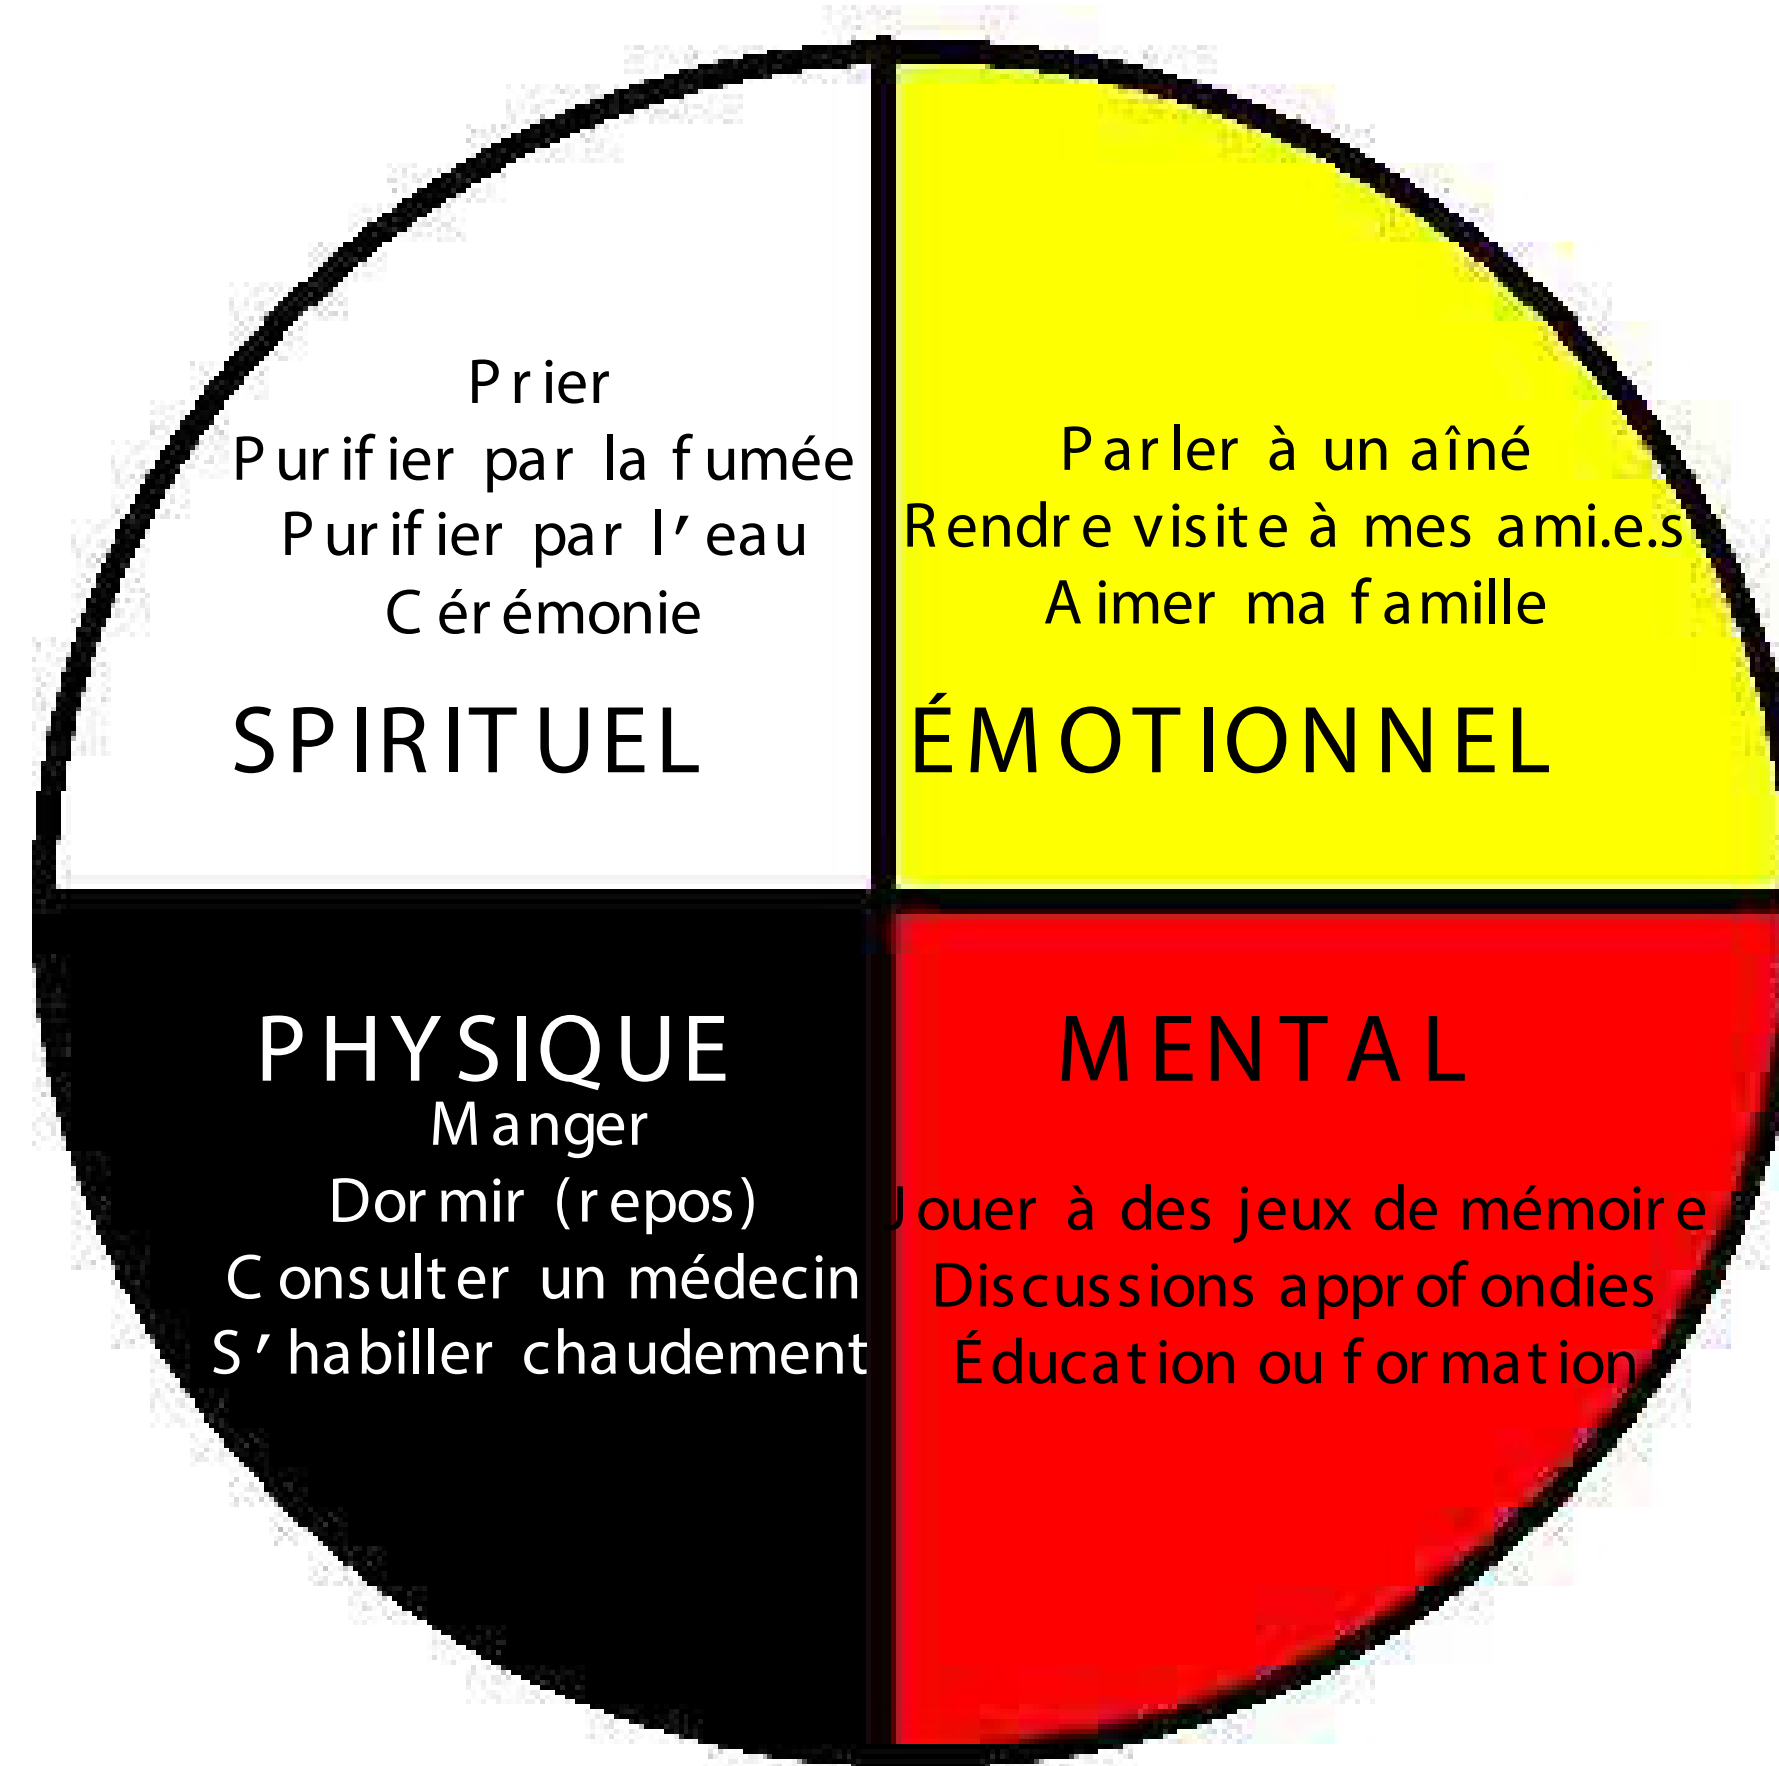 Prier
Purifier par la fumée
Purifier par l’eau
Cérémonie
SPIRITUEL
Parler à un aîné
Rendre visite à mes ami.e.s
Aimer ma famille
ÉMOTIONNEL
PHYSIQUE
Manger
Dormir (repos)
Consulter un médecin
S’habiller chaudement
MENTAL
Jouer à des jeux de mémoire
Discussions approfondies
Éducation ou formation